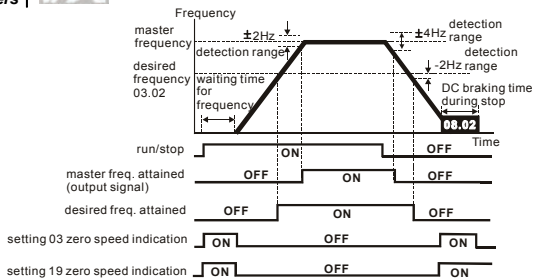 ers
Frequency
master frequency
±2Hz
detection range
±4Hz
detection range
desired frequency 03.02
waiting time for frequency
detection range
-2Hz
DC braking time during stop
08.02
Time
run/stop
ON
OFF
master freq. attained (output signal)
OFF
ON
OFF
desired freq. attained
OFF
ON
OFF
setting 03 zero speed indication
ON
OFF
ON
setting 19 zero speed indication
ON
OFF
ON